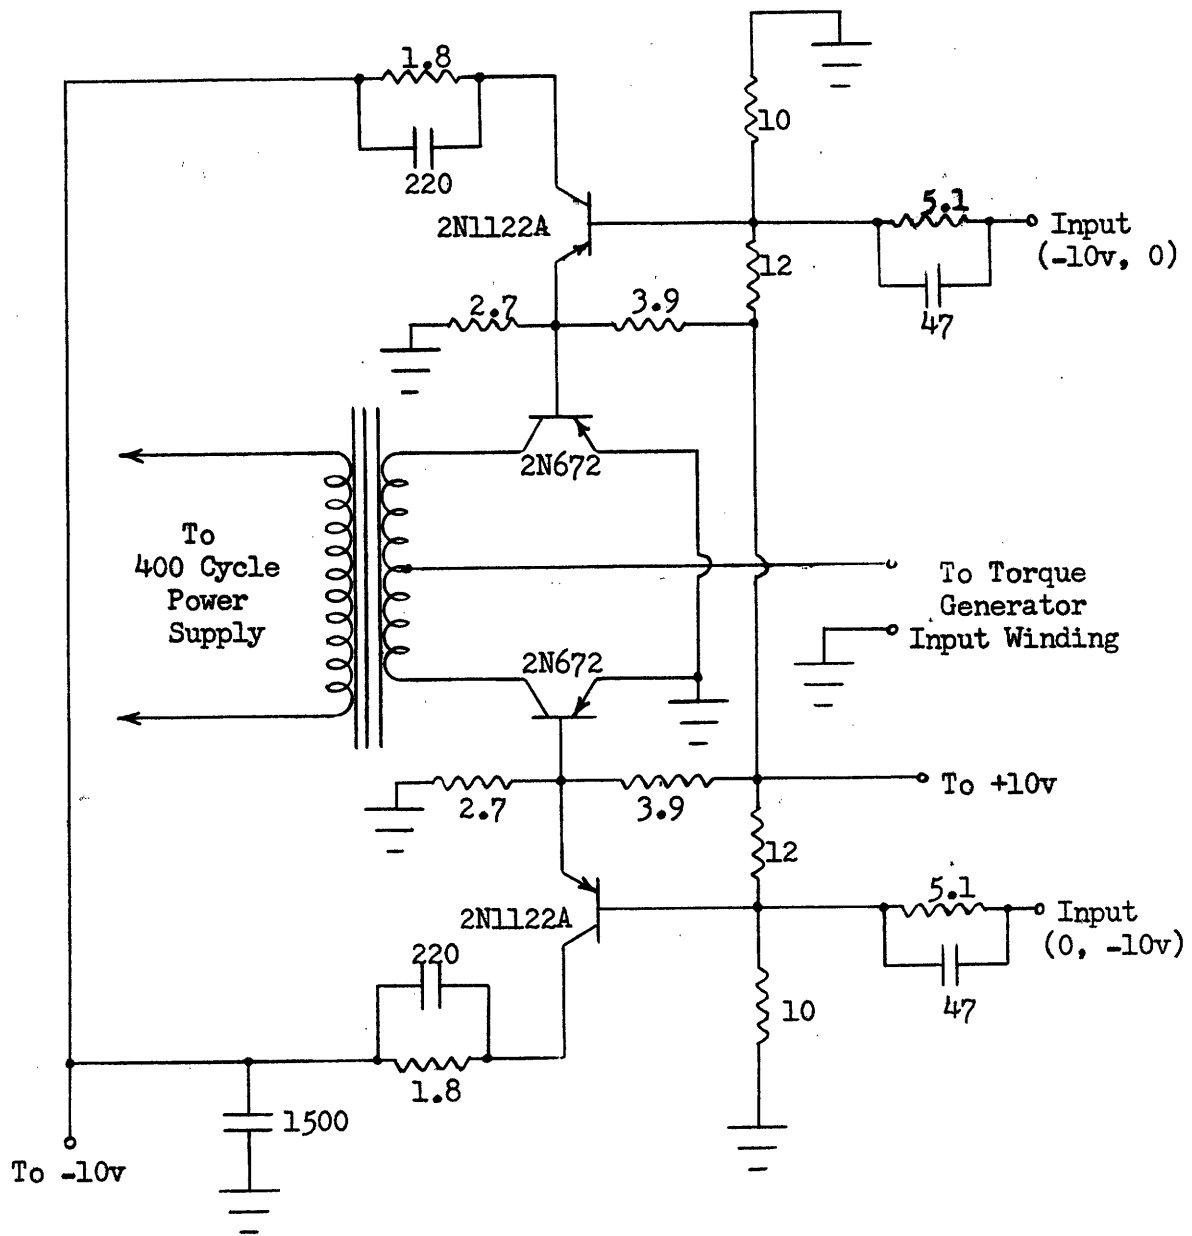 1.8
220
10
2N1122A
5.1
Input
(-10v, 0)
12
47
2.7
3.9
2N672
To
400 Cycle
Power
Supply
To Torque
Generator
Input Winding
2N672
To +10v
2.7
3.9
12
5.1
Input
(0, -10v)
2N1122A
220
47
10
1.8
1500
To -10v